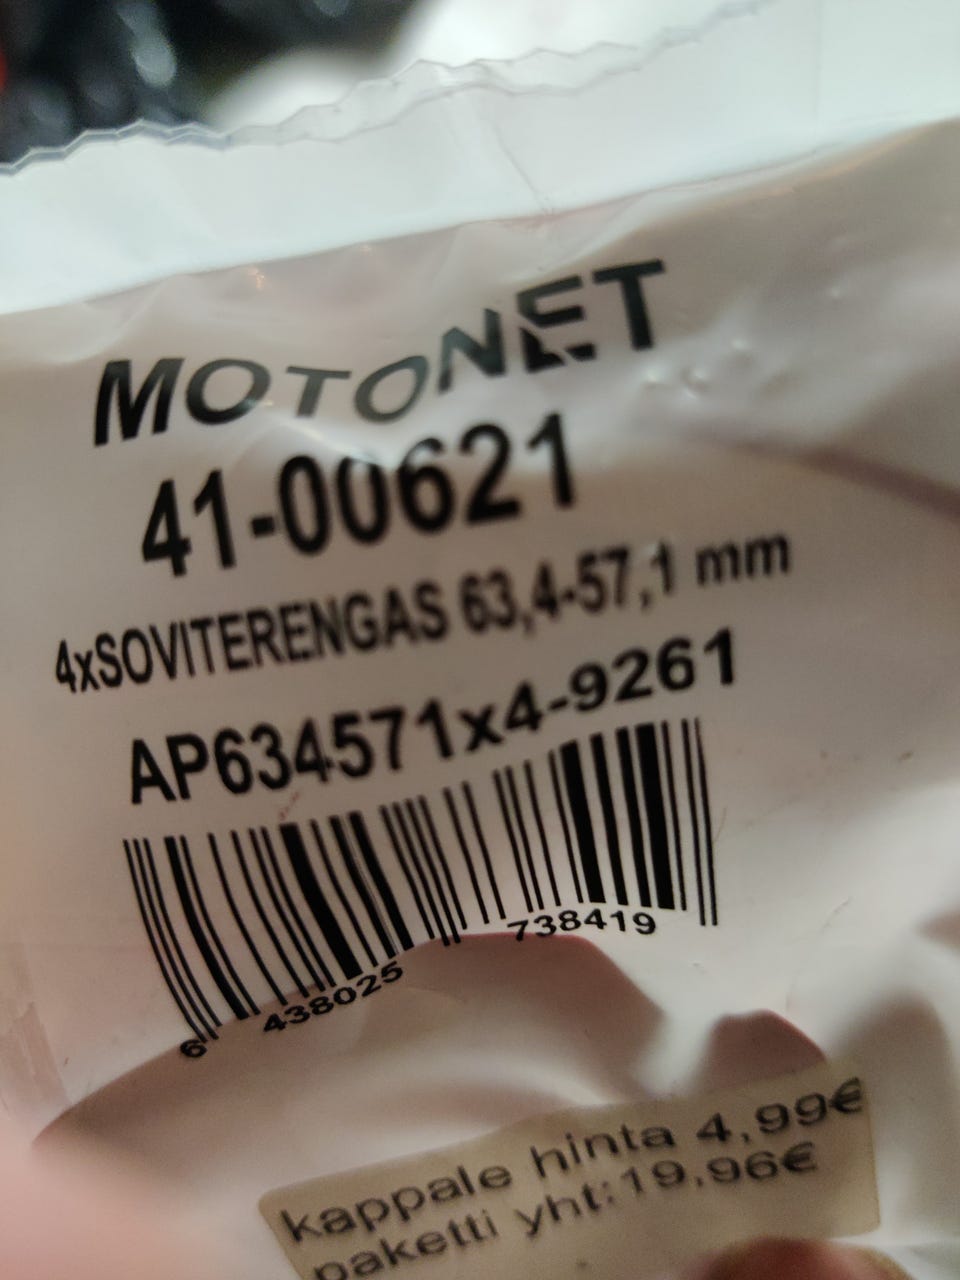 MOTONET
41-00621
4xSOVITERENGAS 63,4-57,1 mm
AP634571x4-9261
6 438025 738419
kappale hinta 4,99€
paketti yht:19,96€